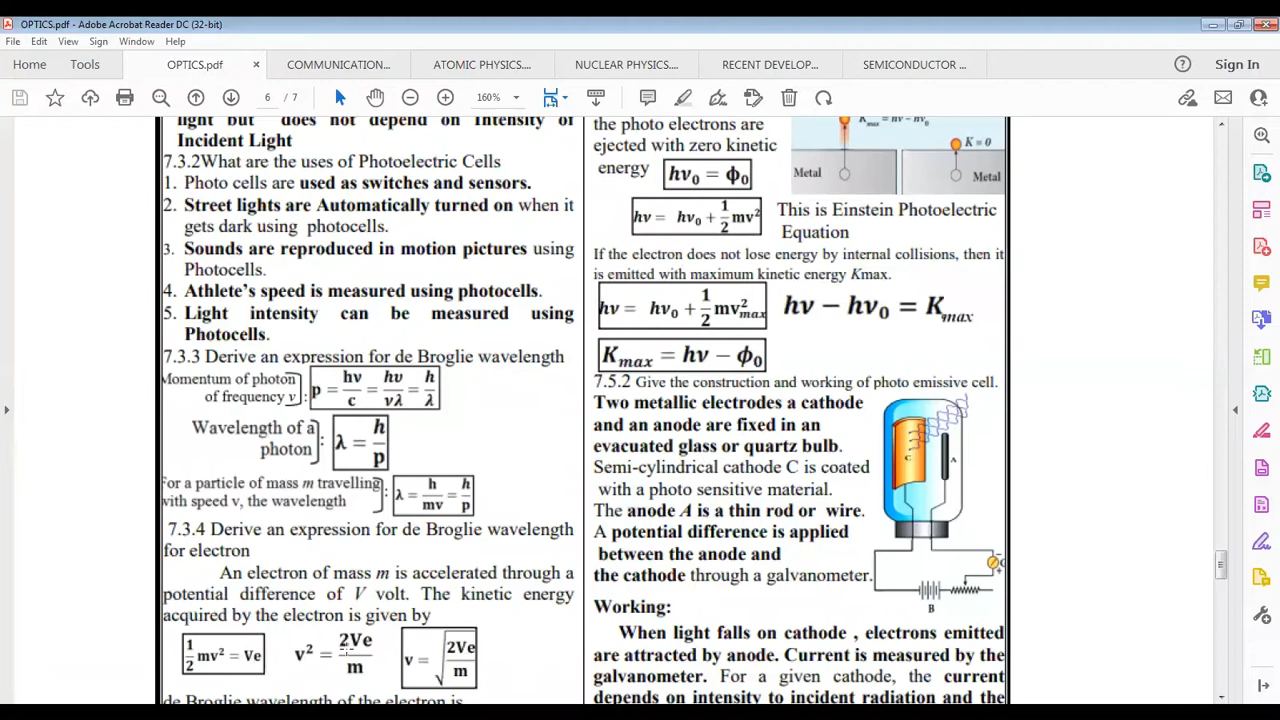 OPTICS.pdf - Adobe Acrobat Reader DC (32-bit)
File Edit View Sign Window Help
Home Tools OPTICS.pdf × COMMUNICATION... ATOMIC PHYSICS.... NUCLEAR PHYSICS.... RECENT DEVELOP... SEMICONDUCTOR ... Sign In
6 / 7 160%
light but does not depend on Intensity of
Incident Light
7.3.2What are the uses of Photoelectric Cells
1. Photo cells are used as switches and sensors.
2. Street lights are Automatically turned on when it
gets dark using photocells.
3. Sounds are reproduced in motion pictures using
Photocells.
4. Athlete's speed is measured using photocells.
5. Light intensity can be measured using
Photocells.
7.3.3 Derive an expression for de Broglie wavelength
Momentum of photon
of frequency ν : p = hν/c = hυ/νλ = h/λ
Wavelength of a
photon : λ = h/p
For a particle of mass m travelling
with speed v, the wavelength : λ = h/mv = h/p
7.3.4 Derive an expression for de Broglie wavelength
for electron
An electron of mass m is accelerated through a
potential difference of V volt. The kinetic energy
acquired by the electron is given by
1/2 mv² = Ve v² = 2Ve/m v = √2Ve/m
de Broglie wavelength of the electron is
the photo electrons are
ejected with zero kinetic
energy hν₀ = ϕ₀
Kmax = hν − hν₀
K = 0
Metal
Metal
hν = hν₀ + 1/2 mv² This is Einstein Photoelectric
Equation
If the electron does not lose energy by internal collisions, then it
is emitted with maximum kinetic energy Kmax.
hν = hν₀ + 1/2 mv²max hν − hν₀ = Kmax
Kmax = hν − ϕ₀
7.5.2 Give the construction and working of photo emissive cell.
Two metallic electrodes a cathode
and an anode are fixed in an
evacuated glass or quartz bulb.
Semi-cylindrical cathode C is coated
with a photo sensitive material.
The anode A is a thin rod or wire.
A potential difference is applied
between the anode and
the cathode through a galvanometer.
C
A
G
B
Working:
When light falls on cathode , electrons emitted
are attracted by anode. Current is measured by the
galvanometer. For a given cathode, the current
depends on intensity to incident radiation and the